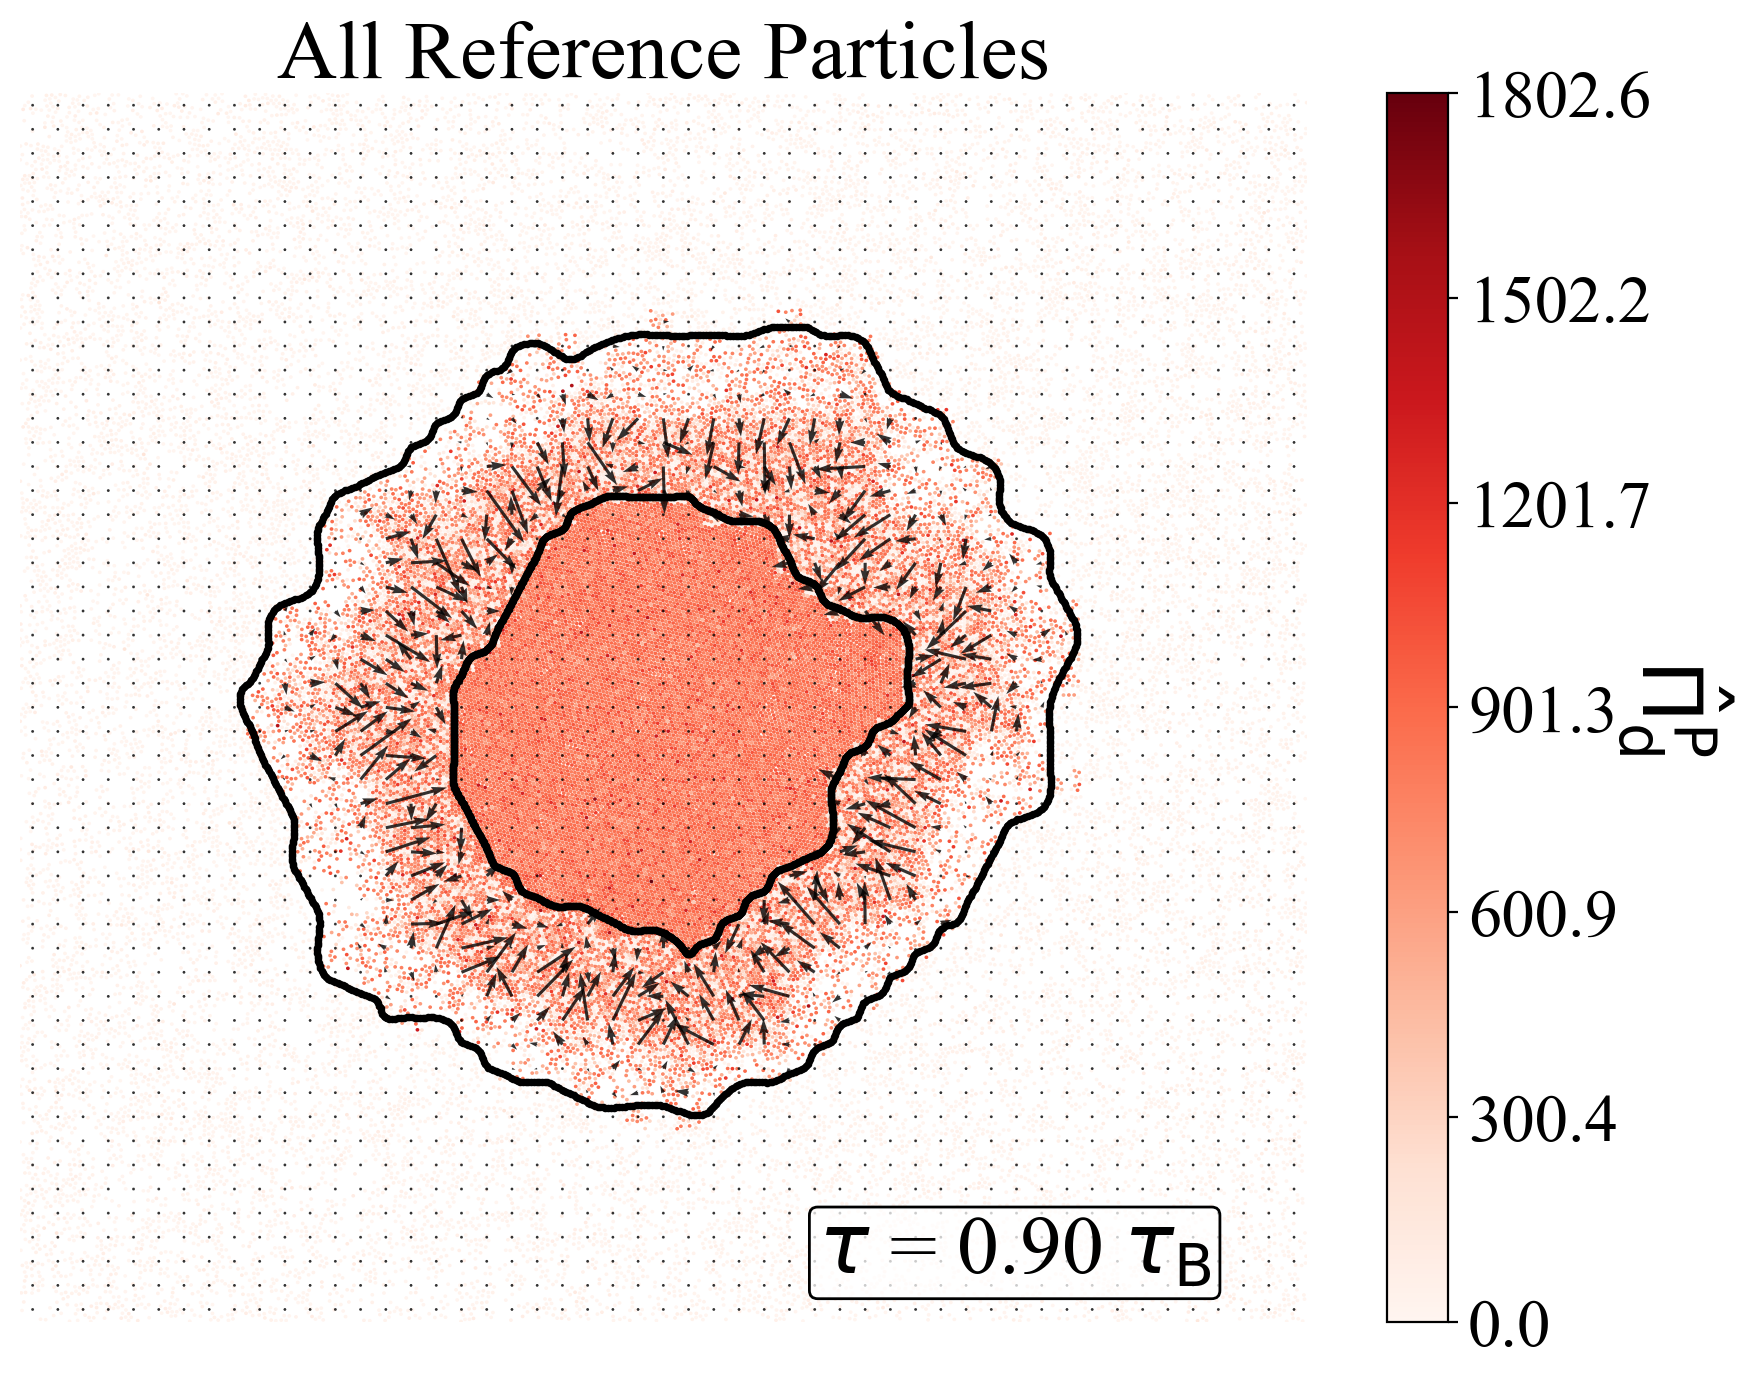 All Reference Particles
1802.6
1502.2
1201.7
901.3
600.9
300.4
0.0
Π̂ᴾd
τ = 0.90 τB